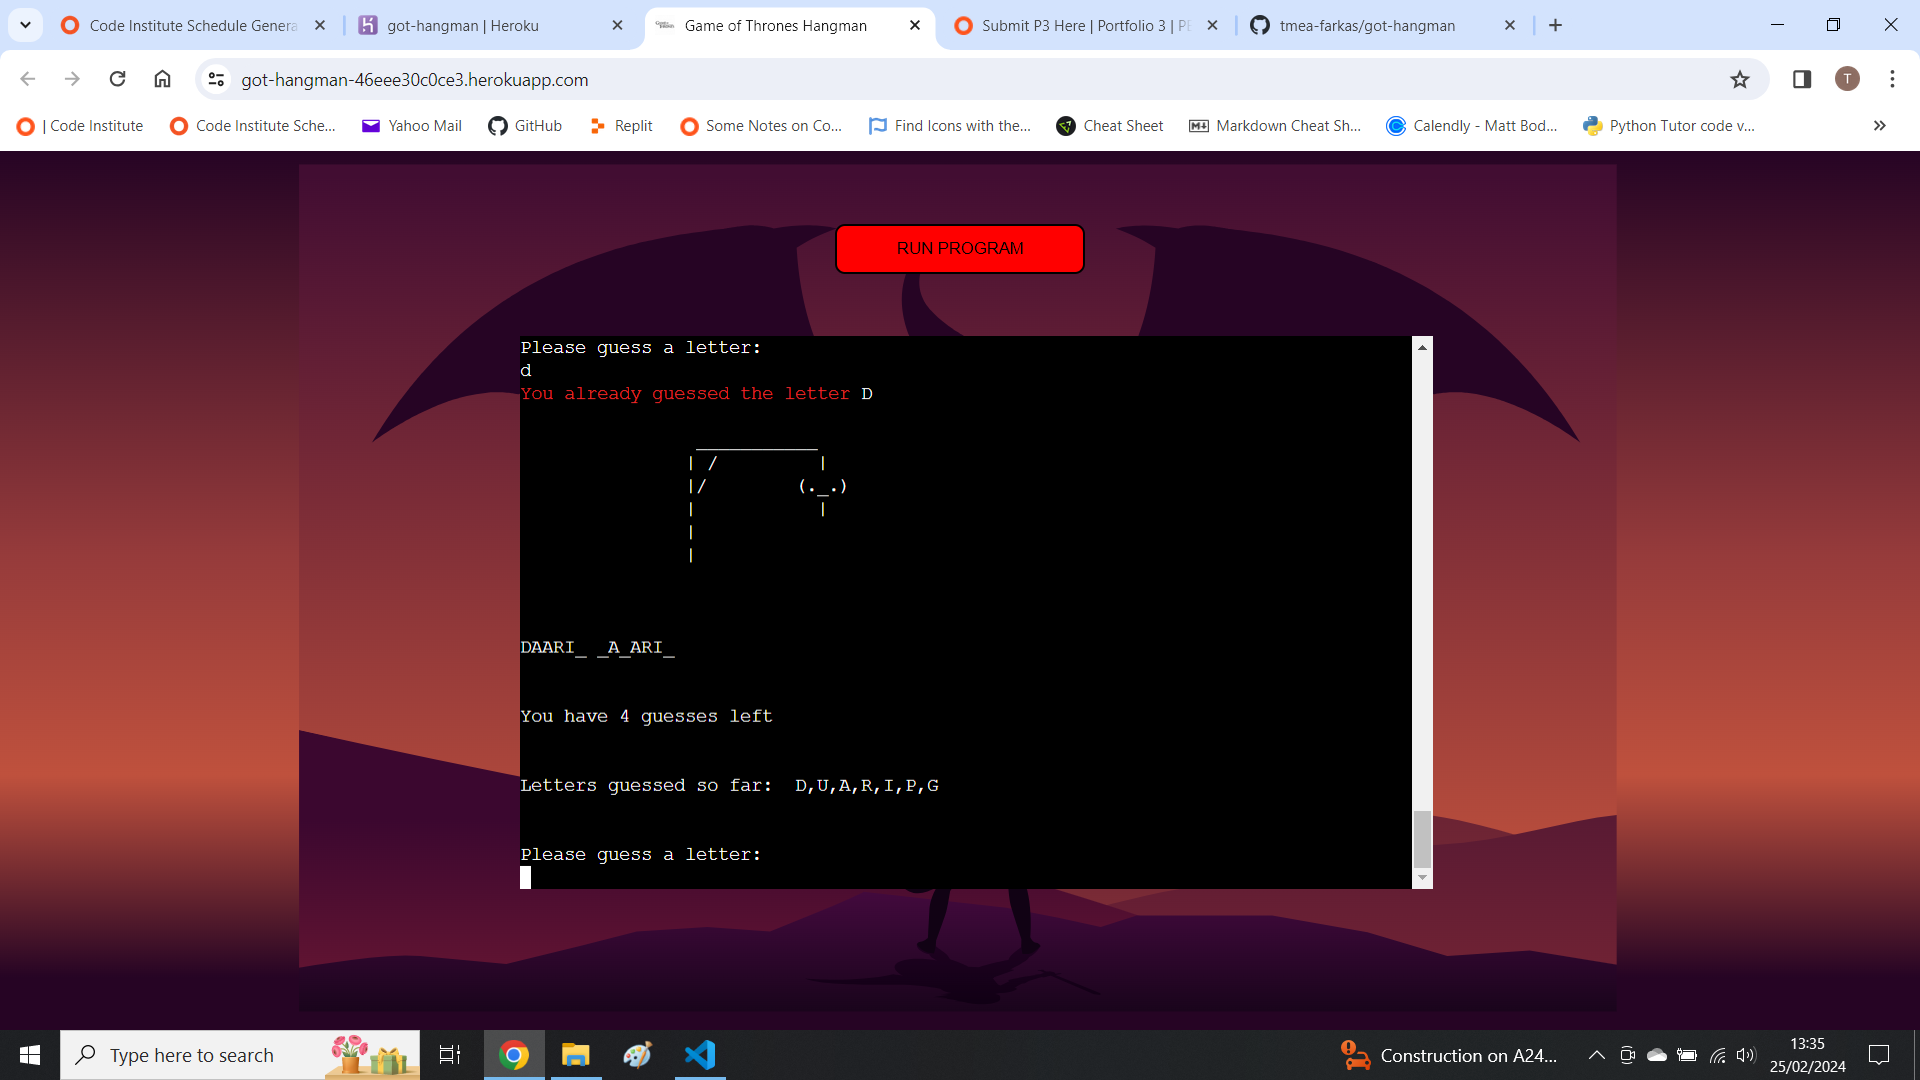 Code Institute Schedule Genera
got-hangman | Heroku
Game of Thrones Hangman
Submit P3 Here | Portfolio 3 | PE
tmea-farkas/got-hangman
got-hangman-46eee30c0ce3.herokuapp.com
T
| Code Institute
Code Institute Sche...
Yahoo Mail
GitHub
Replit
Some Notes on Co...
Find Icons with the...
Cheat Sheet
Markdown Cheat Sh...
Calendly - Matt Bod...
Python Tutor code v...
RUN PROGRAM
Please guess a letter:
d
You already guessed the letter D
DAARI_ _A_ARI_
You have 4 guesses left
Letters guessed so far:  D,U,A,R,I,P,G
Please guess a letter:
Type here to search
Construction on A24...
13:35
25/02/2024